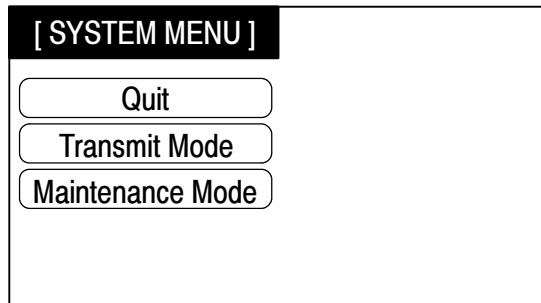 [ SYSTEM MENU ]
Quit
Transmit Mode
Maintenance Mode